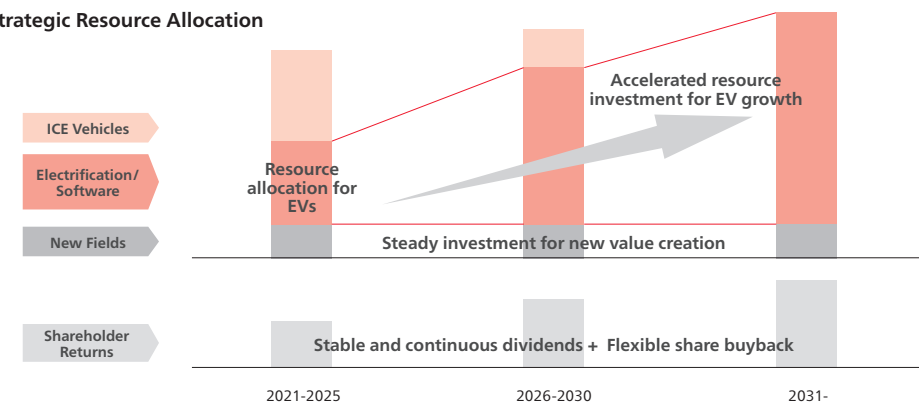 trategic Resource Allocation
Accelerated resource
investment for EV growth
ICE Vehicles
Electrification/
Software
Resource
allocation for
EVs
New Fields
Steady investment for new value creation
Shareholder
Returns
Stable and continuous dividends + Flexible share buyback
2021-2025
2026-2030
2031-